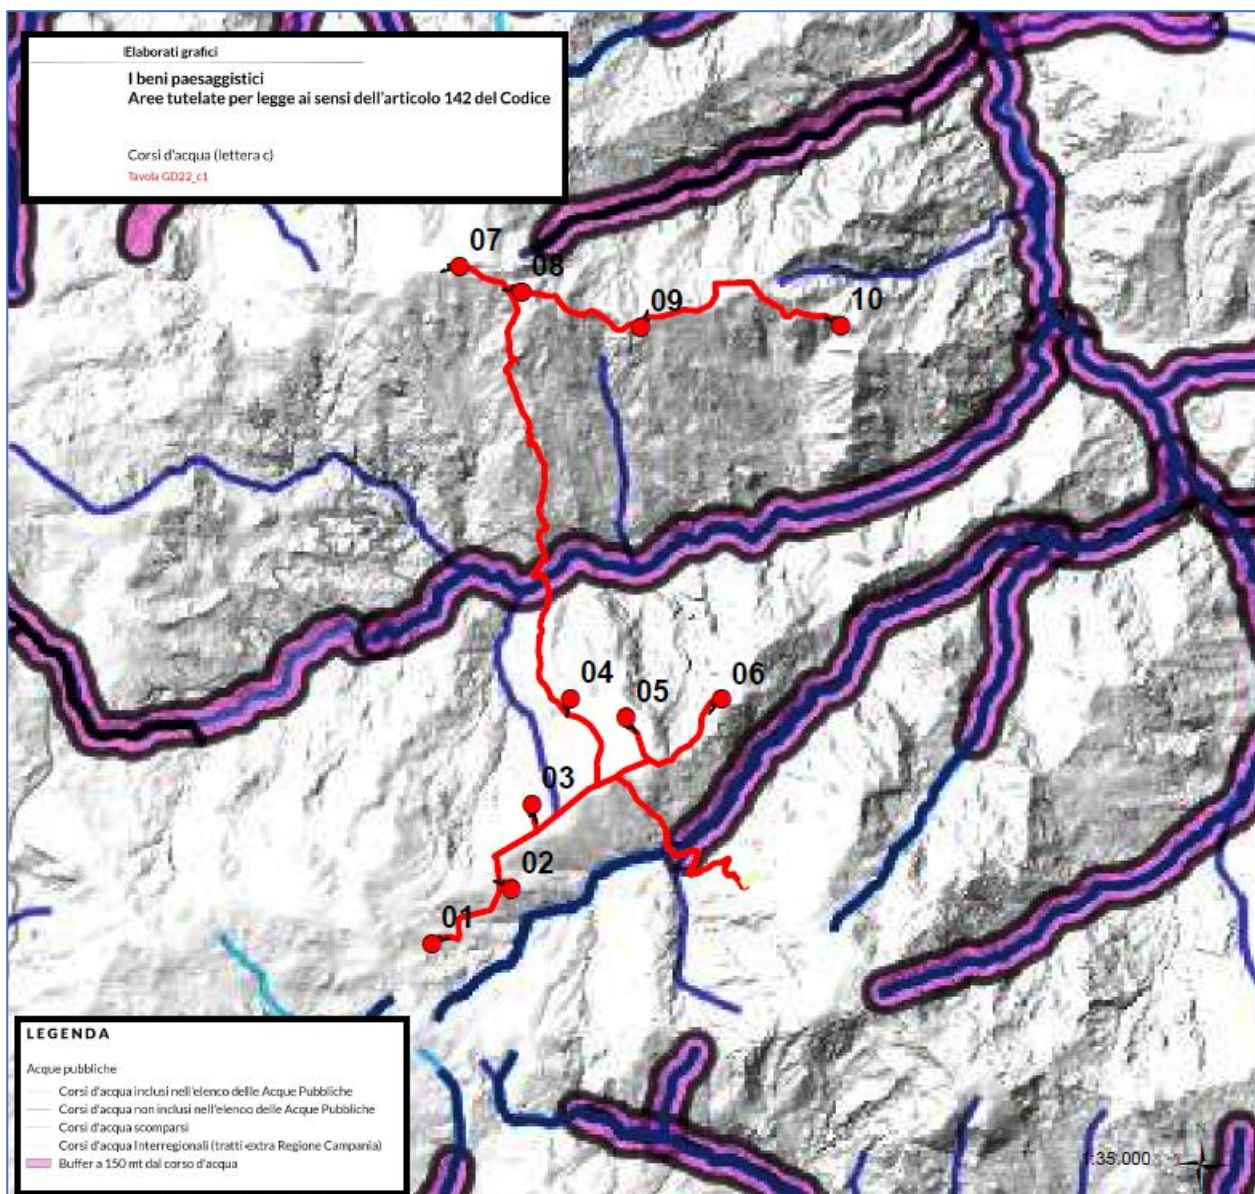 Elaborati grafici
I beni paesaggistici
Aree tutelate per legge ai sensi dell'articolo 142 del Codice
Corsi d'acqua (lettera c)
Tavola GD22_c1
07
08
09
10
04
05
06
03
02
01
LEGENDA
Acque pubbliche
Corsi d'acqua inclusi nell'elenco delle Acque Pubbliche
Corsi d'acqua non inclusi nell'elenco delle Acque Pubbliche
Corsi d'acqua scomparsi
Corsi d'acqua Interregionali (tratti extra Regione Campania)
Buffer a 150 mt dal corso d'acqua
1:35.000